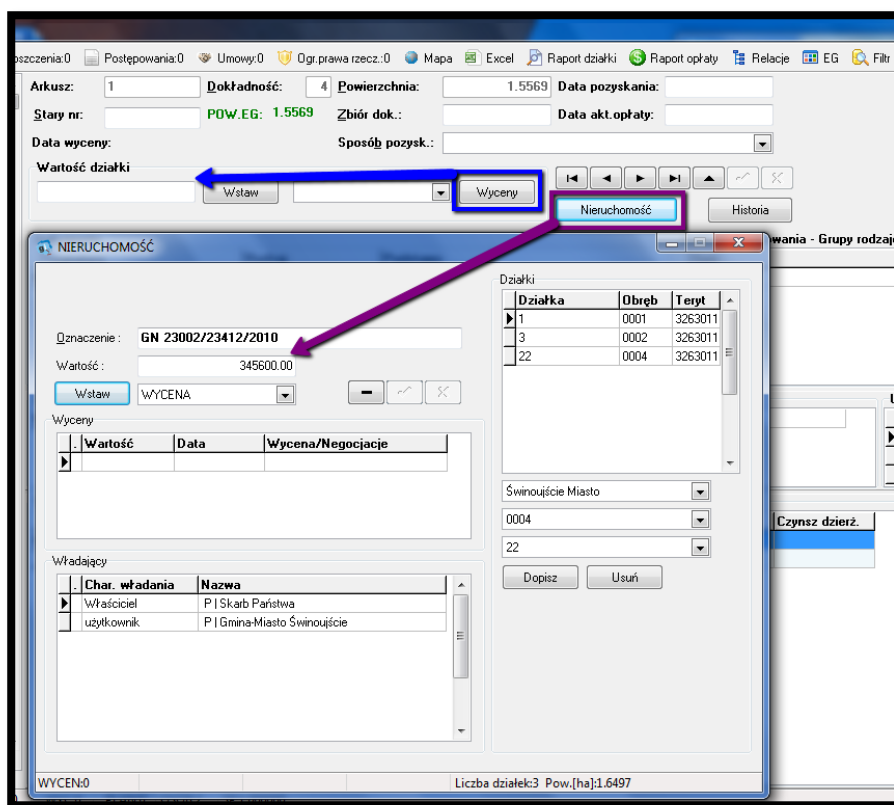 oszczenia:0 Postępowania:0 Umowy:0 Ogr.prawa rzecz.:0 Mapa Excel Raport działki Raport opłaty Relacje EG Filtr
Arkusz: 1 Dokładność: 4 Powierzchnia: 1.5569 Data pozyskania:
Stary nr: POW.EG: 1.5569 Zbiór dok.: Data akt.opłaty:
Data wyceny: Sposób pozysk.:
Wartość działki
Wstaw Wyceny
Nieruchomość Historia
NIERUCHOMOŚĆ
wania - Grupy rodzaj
Działki
Działka Obręb Teryt
1 0001 3263011
3 0002 3263011
22 0004 3263011
Oznaczenie : GN 23002/23412/2010
Wartość : 345600.00
Wstaw WYCENA
Wyceny
. Wartość Data Wycena/Negocjacje
Świnoujście Miasto
0004
22
Dopisz Usuń
Czynsz dzierż.
Władający
. Char. władania Nazwa
Właściciel P | Skarb Państwa
użytkownik P | Gmina-Miasto Świnoujście
WYCEN:0 Liczba działek:3 Pow.[ha]:1.6497